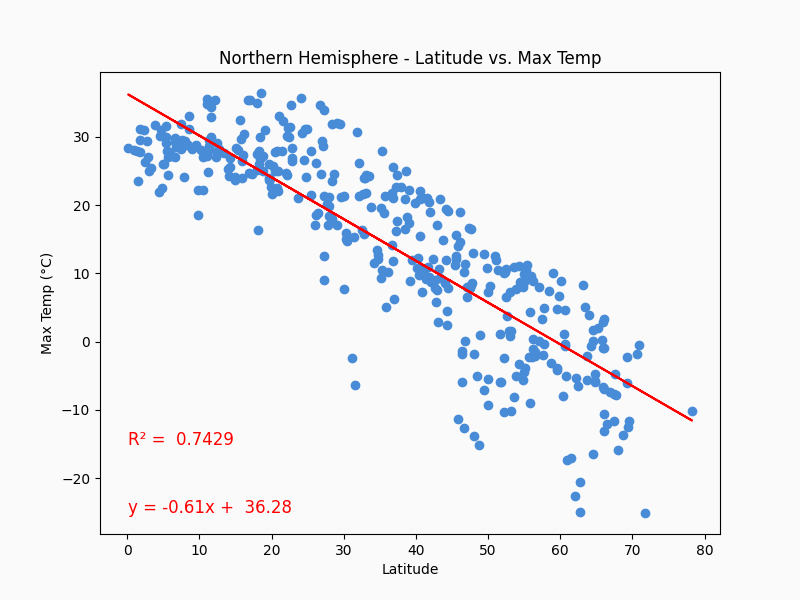 Northern Hemisphere - Latitude vs. Max Temp
Max Temp (°C)
30
20
10
0
−10
−20
R² =  0.7429
y = -0.61x +  36.28
0 10 20 30 40 50 60 70 80
Latitude